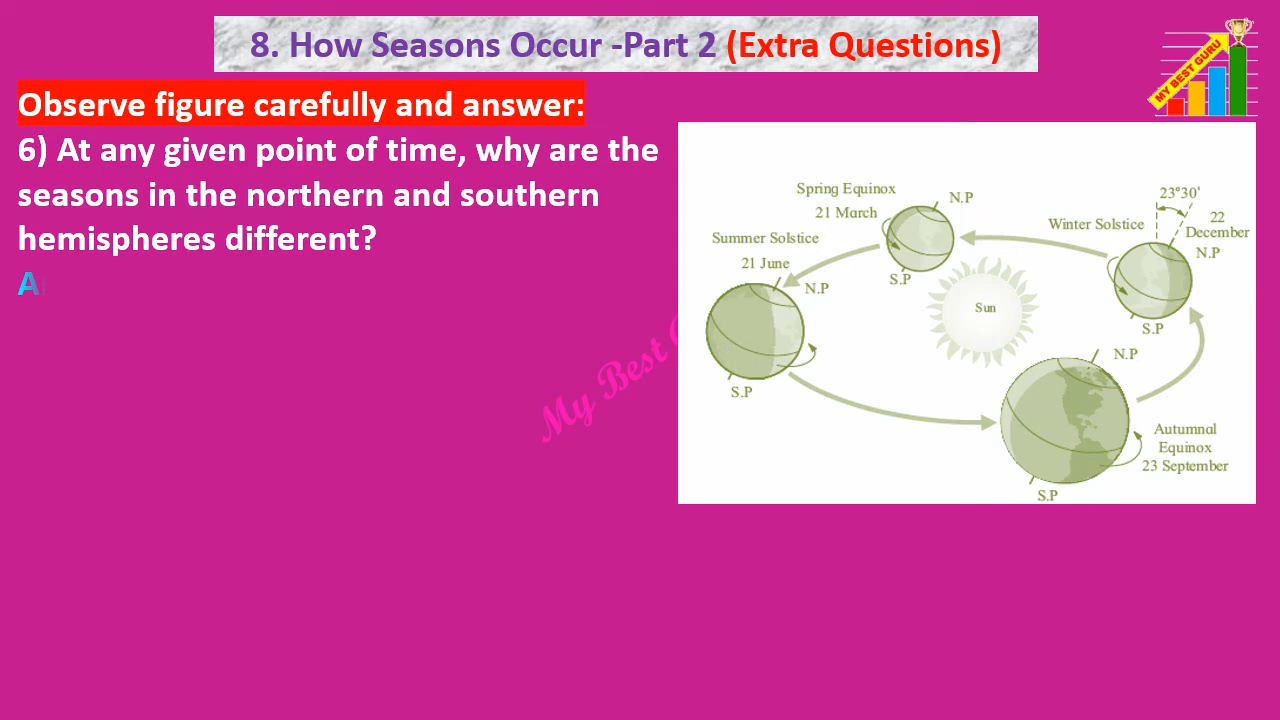 8. How Seasons Occur -Part 2 (Extra Questions)
MY BEST GURU
Observe figure carefully and answer:
6) At any given point of time, why are the
seasons in the northern and southern
hemispheres different?
A
My Best
Spring Equinox
21 March
N.P
S.P
Summer Solstice
21 June
N.P
S.P
Sun
Winter Solstice
23°30'
22
December
N.P
S.P
N.P
Autumnal
Equinox
23 September
S.P